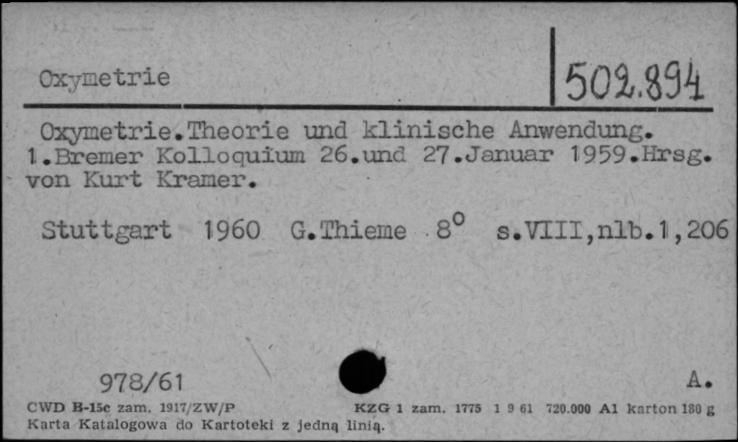 Oxymetrie
502.894
Oxymetrie.Theorie und klinische Anwendung.
1.Bremer Kolloquium 26.und 27.Januar 1959.Hrsg.
von Kurt Kramer.
Stuttgart 1960 G.Thieme 8° s.VIII,nlb.1,206
978/61 A.
CWD B-15c zam. 1917/ZW/P KZG 1 zam. 1775 1 9 61 720.000 A1 karton 180 g
Karta Katalogowa do Kartoteki z jedną linią.